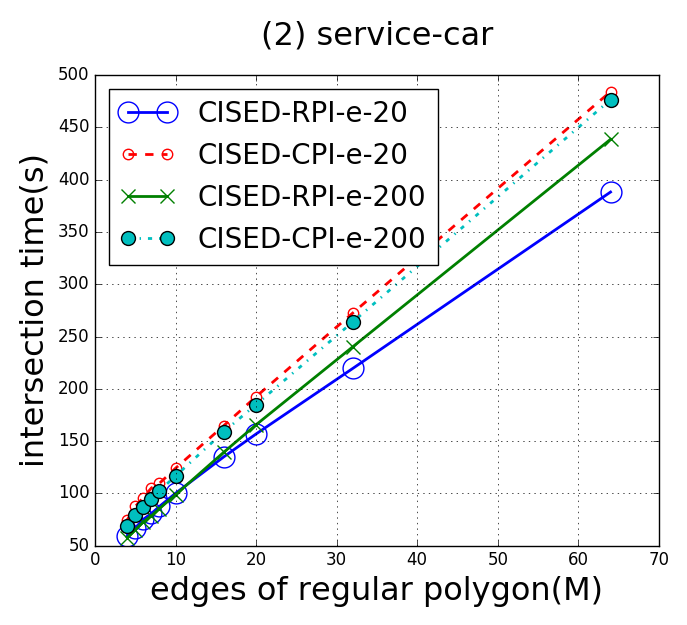 (2) service-car
500
450
400
350
300
250
200
150
100
50
intersection time(s)
CISED-RPI-e-20
CISED-CPI-e-20
CISED-RPI-e-200
CISED-CPI-e-200
0 10 20 30 40 50 60 70
edges of regular polygon(M)